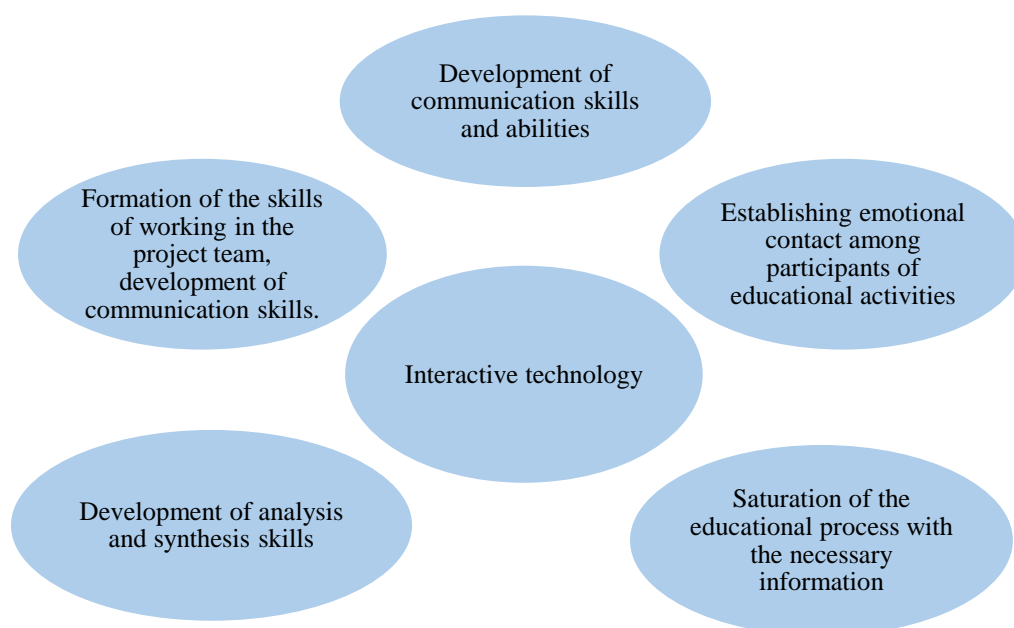 Development of
communication skills
and abilities
Formation of the skills
of working in the
project team,
development of
communication skills.
Establishing emotional
contact among
participants of
educational activities
Interactive technology
Development of analysis
and synthesis skills
Saturation of the
educational process with
the necessary
information